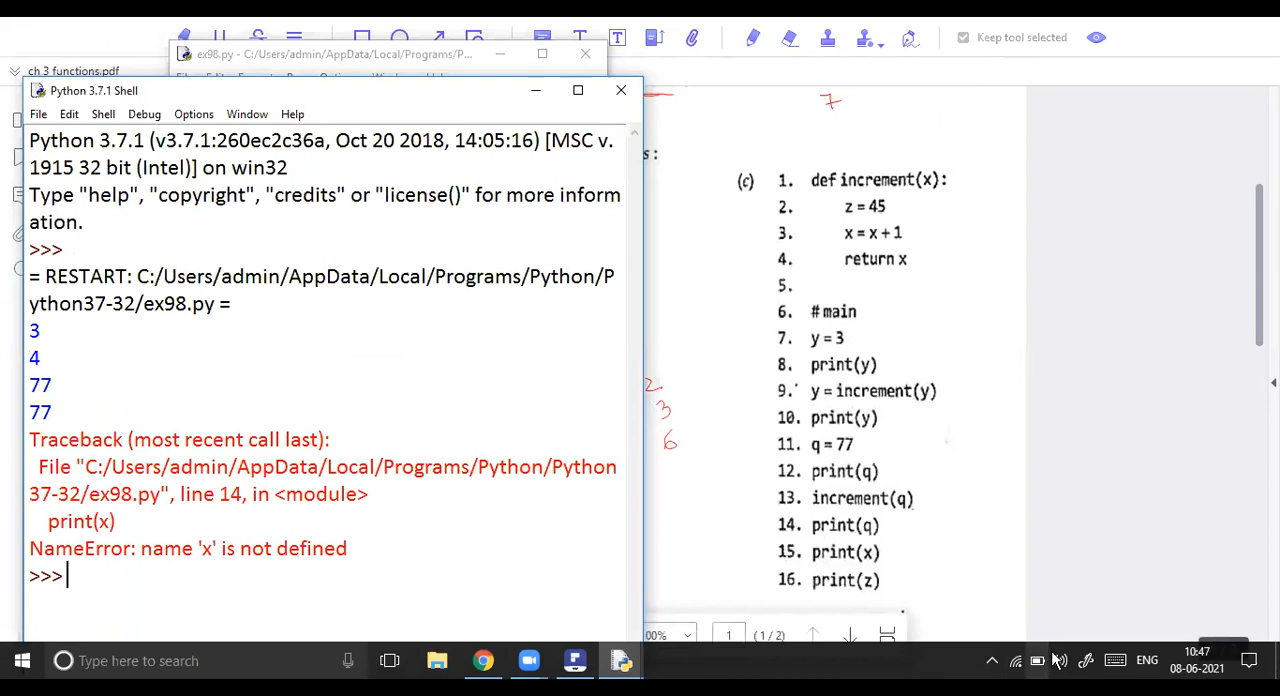 ex98.py - C:/Users/admin/AppData/Local/Programs/P...
Keep tool selected
ch 3 functions.pdf
Python 3.7.1 Shell
File Edit Shell Debug Options Window Help
Python 3.7.1 (v3.7.1:260ec2c36a, Oct 20 2018, 14:05:16) [MSC v.
1915 32 bit (Intel)] on win32
Type "help", "copyright", "credits" or "license()" for more inform
ation.
>>>
= RESTART: C:/Users/admin/AppData/Local/Programs/Python/P
ython37-32/ex98.py =
3
4
77
77
Traceback (most recent call last):
File "C:/Users/admin/AppData/Local/Programs/Python/Python
37-32/ex98.py", line 14, in <module>
print(x)
NameError: name 'x' is not defined
>>>
7
s:
(c) 1. def increment(x):
2. z = 45
3. x = x + 1
4. return x
5.
6. # main
7. y = 3
8. print(y)
9. y = increment(y)
10. print(y)
11. q = 77
12. print(q)
13. increment(q)
14. print(q)
15. print(x)
16. print(z)
2
3
6
00% 1 (1 / 2)
Type here to search
ENG
10:47
08-06-2021